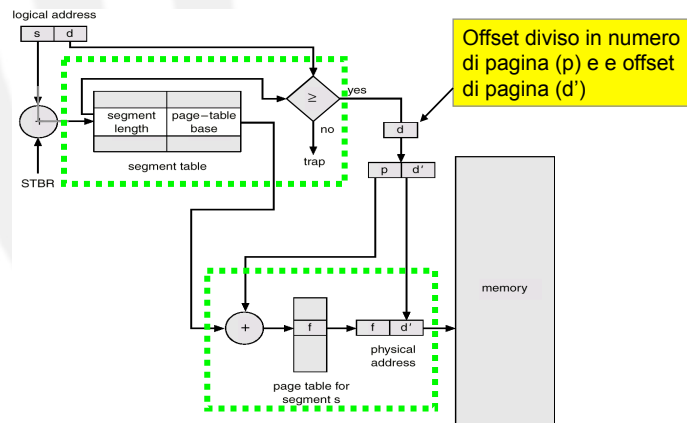 logical address
s d
Offset diviso in numero
di pagina (p) e e offset
di pagina (d')
≥
yes
no
trap
segment
length
page–table
base
segment table
+
STBR
d
p d'
memory
+
f
f d'
physical
address
page table for
segment s